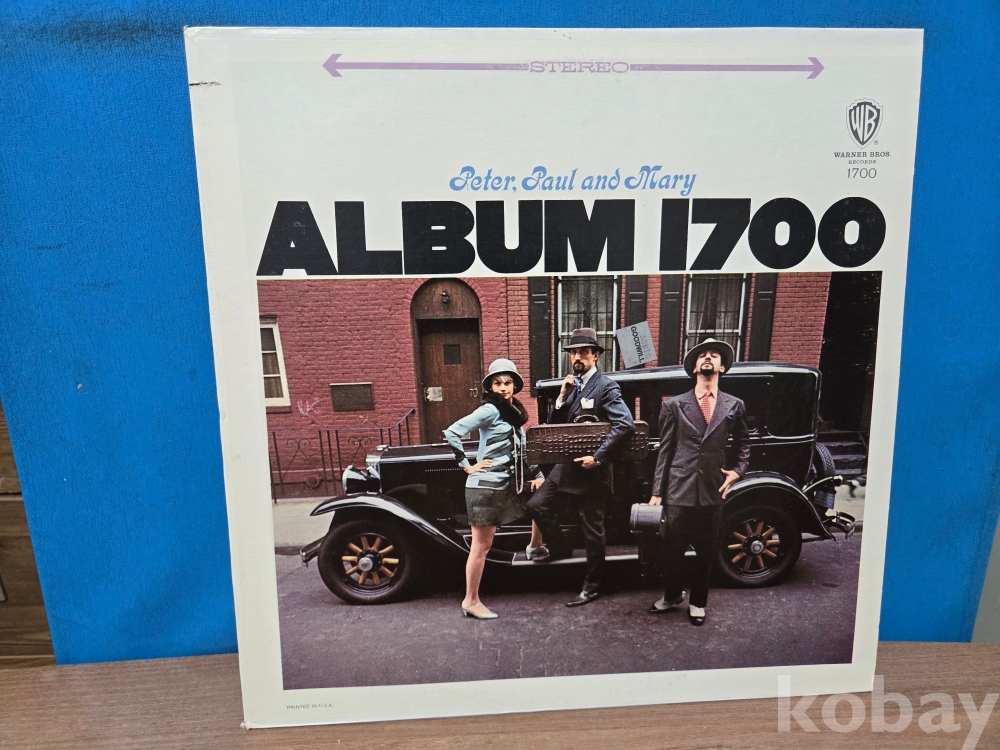 STEREO
WB
WARNER BROS.
RECORDS
1700
Peter, Paul and Mary
ALBUM 1700
GOODWILL
PRINTED IN U.S.A.
kobay